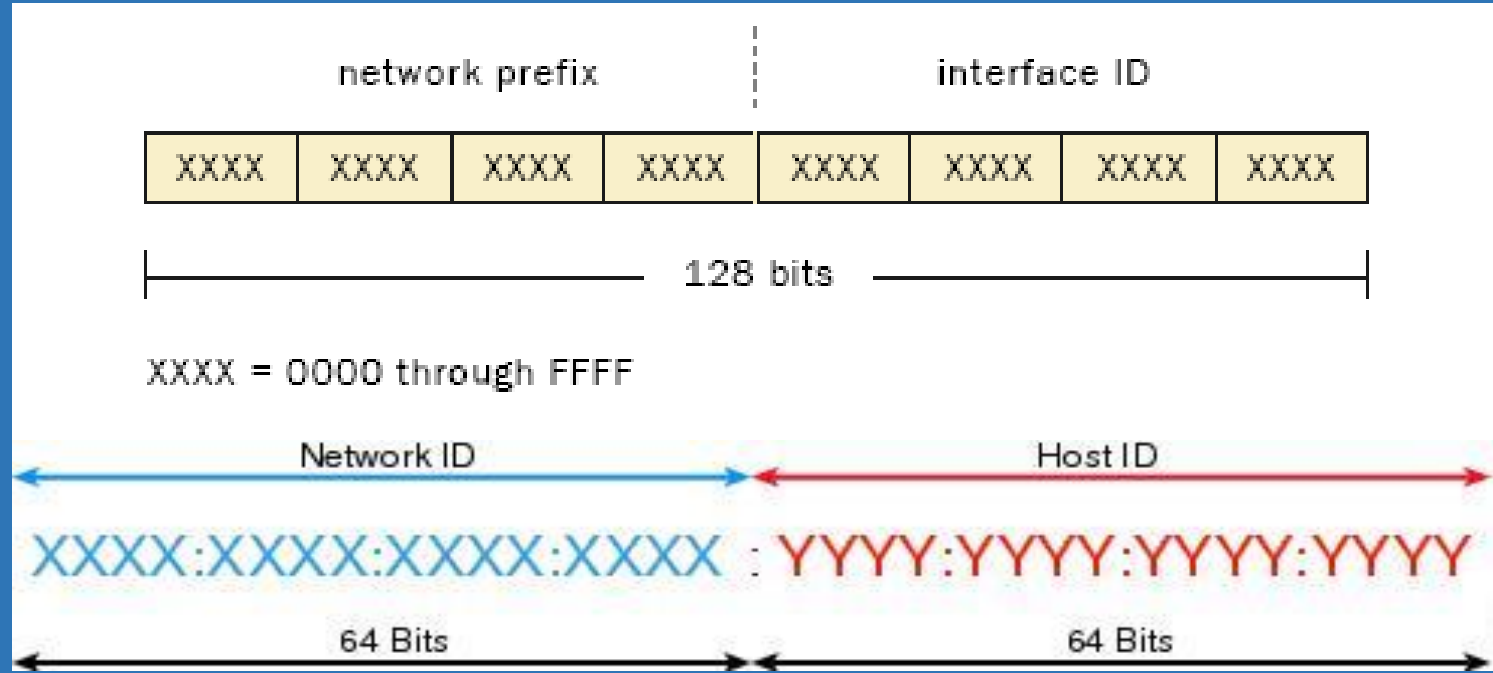 network prefix interface ID
XXXX XXXX XXXX XXXX XXXX XXXX XXXX XXXX
128 bits
XXXX = 0000 through FFFF
Network ID Host ID
XXXX:XXXX:XXXX:XXXX : YYYY:YYYY:YYYY:YYYY
64 Bits 64 Bits